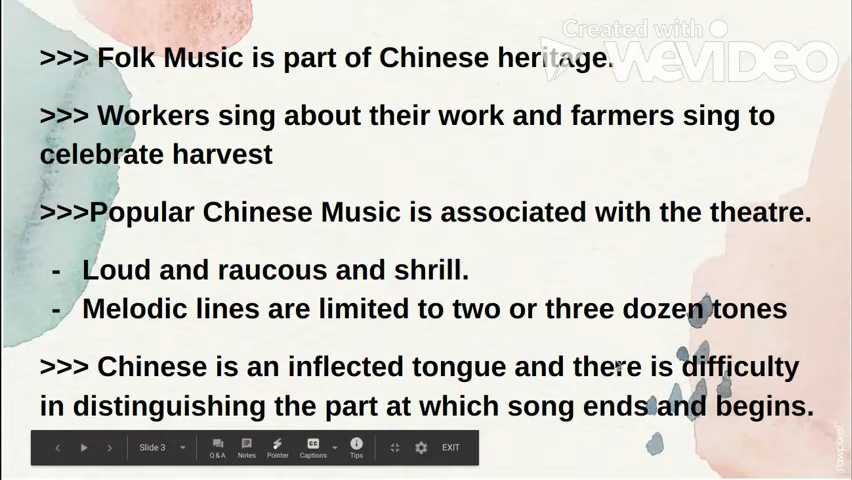 Created with
WEVIDEO
>>> Folk Music is part of Chinese heritage.
>>> Workers sing about their work and farmers sing to
celebrate harvest
>>>Popular Chinese Music is associated with the theatre.
- Loud and raucous and shrill.
- Melodic lines are limited to two or three dozen tones
>>> Chinese is an inflected tongue and there is difficulty
in distinguishing the part at which song ends and begins.
Slide 3
Q & A
Notes
Pointer
CC
Captions
Tips
EXIT
rawpixel